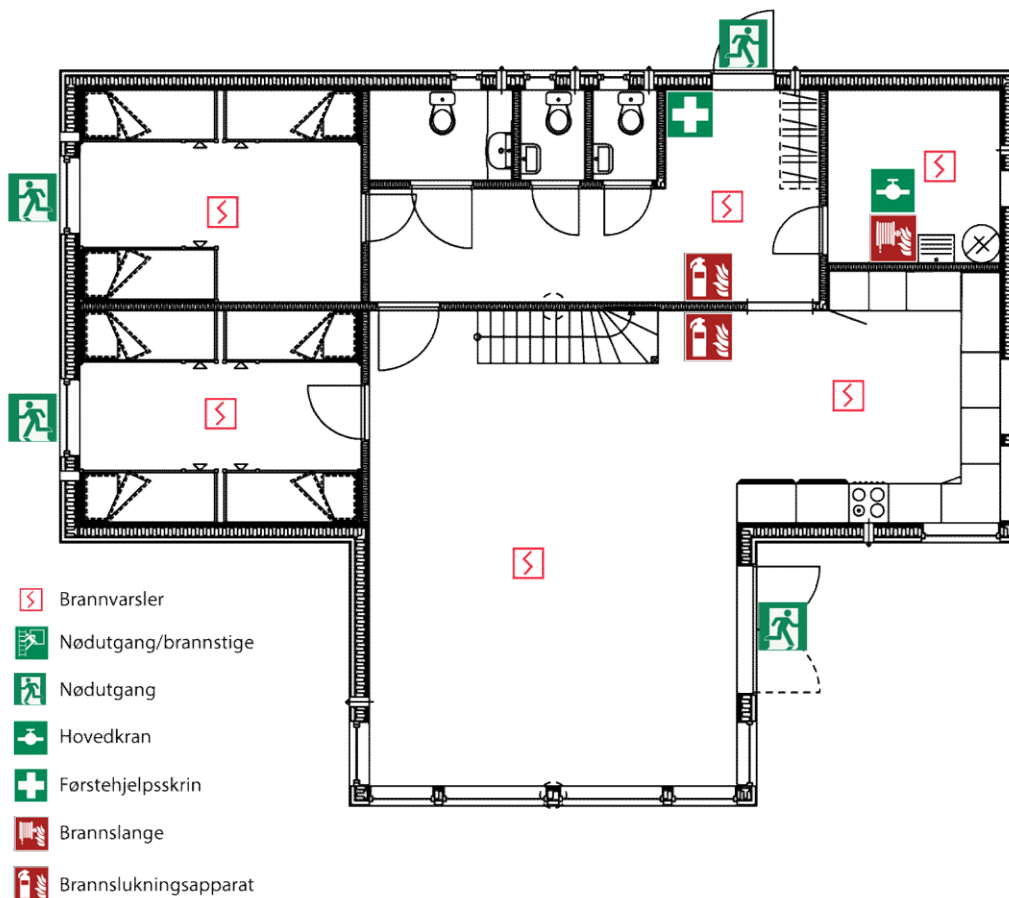 Brannvarsler
Nødutgang/brannstige
Nødutgang
Hovedkran
Førstehjelpsskrin
Brannslange
Brannslukningsapparat